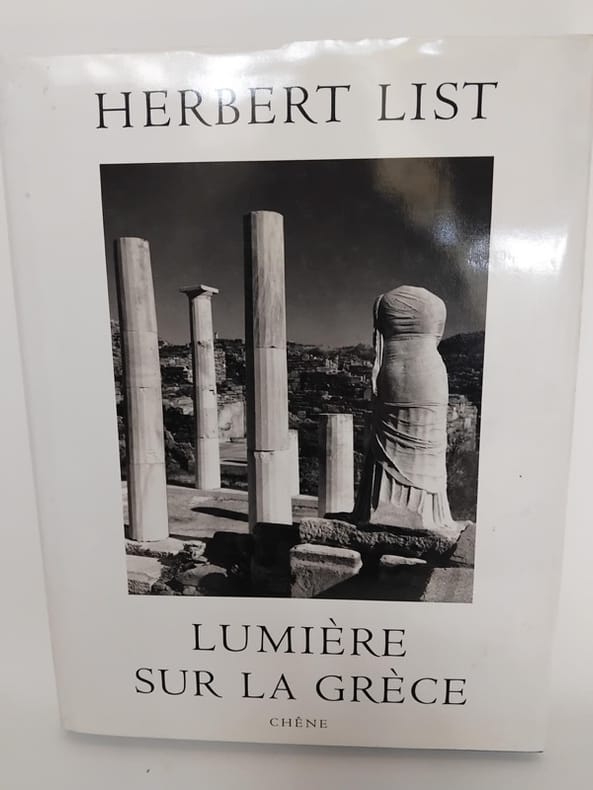 HERBERT LIST
LUMIÈRE
SUR LA GRÈCE
CHÊNE